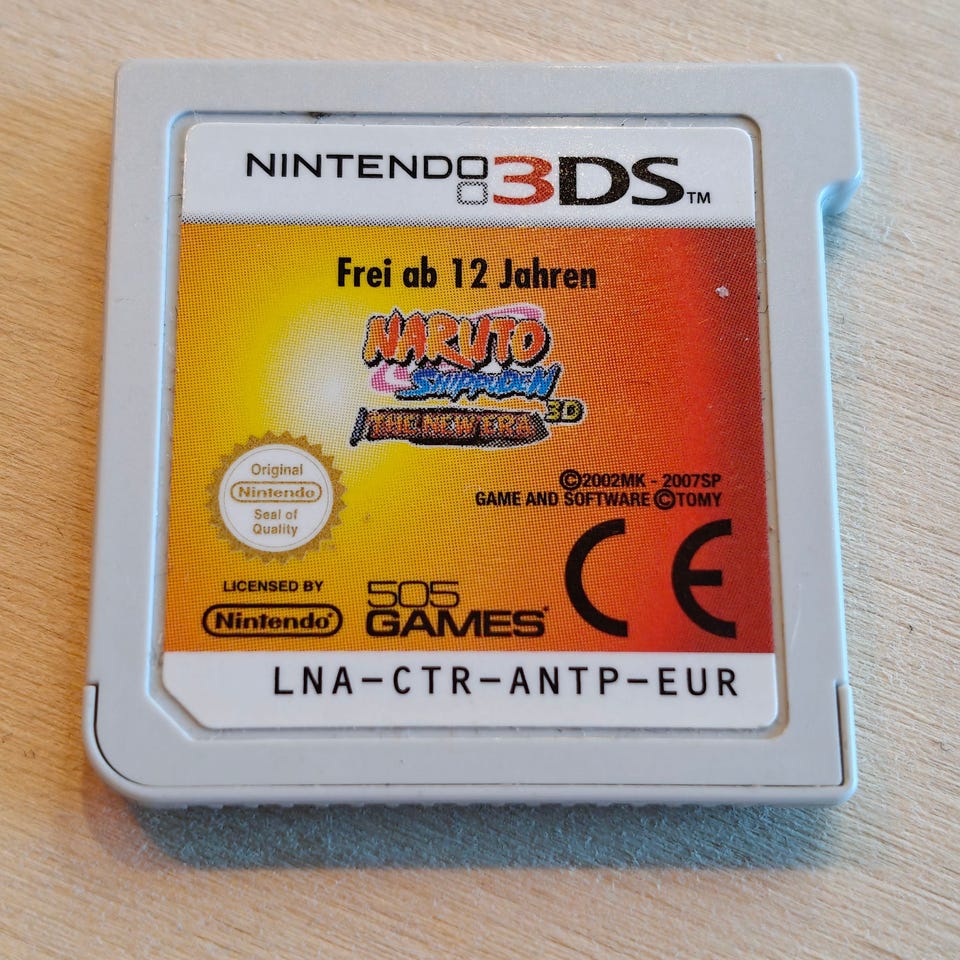 NINTENDO 3DS™
Frei ab 12 Jahren
NARUTO
SHIPPUDEN
3D
THE NEW ERA
©2002MK - 2007SP
GAME AND SOFTWARE ©TOMY
Original
Nintendo
Seal of
Quality
LICENSED BY
Nintendo®
505
GAMES®
CE
LNA-CTR-ANTP-EUR